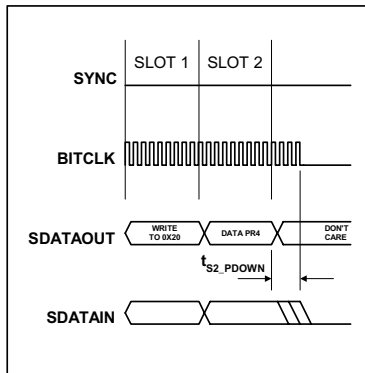 SLOT 1 SLOT 2
SYNC
BITCLK
SDATAOUT
WRITE
TO 0X20
DATA PR4
DON'T
CARE
tS2_PDOWN
SDATAIN